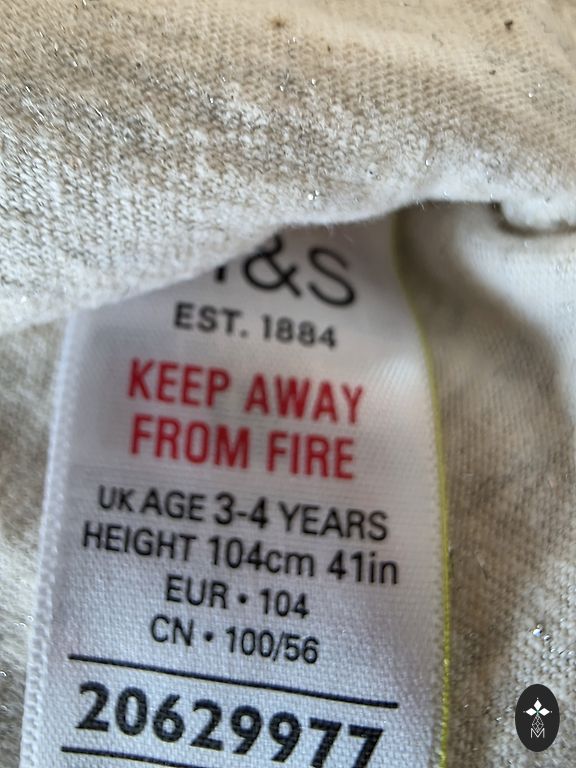 &S
EST. 1884
KEEP AWAY
FROM FIRE
UK AGE 3-4 YEARS
HEIGHT 104cm 41in
EUR • 104
CN • 100/56
20629977